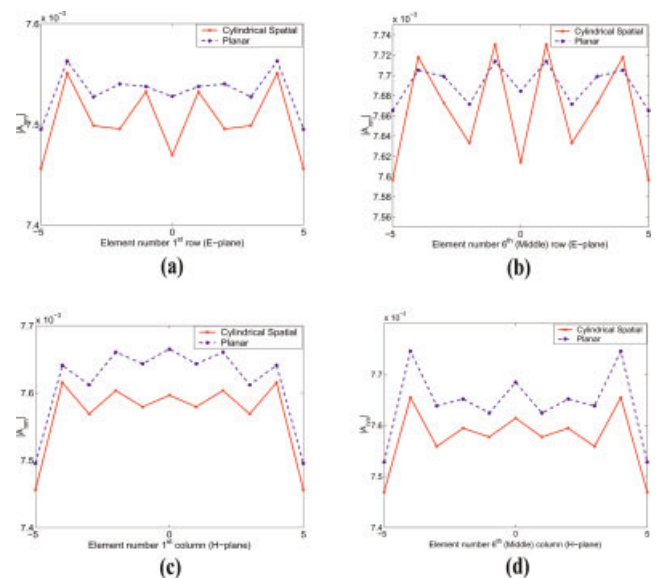 x 10⁻³
7.6
7.5
7.4
|Aₙₘ|
Cylindrical Spatial
Planar
-5 0 5
Element number 1st row (E-plane)
(a)
x 10⁻³
7.74
7.72
7.7
7.68
7.66
7.64
7.62
7.6
7.58
7.56
Cylindrical Spatial
Planar
-5 0 5
Element number 6th (Middle) row (E-plane)
(b)
x 10⁻³
7.7
7.6
7.5
7.4
Cylindrical Spatial
Planar
-5 0 5
Element number 1st column (H-plane)
(c)
x 10⁻³
7.7
7.6
7.4
Cylindrical Spatial
Planar
-5 0 5
Element number 6th (Middle) column (H-plane)
(d)